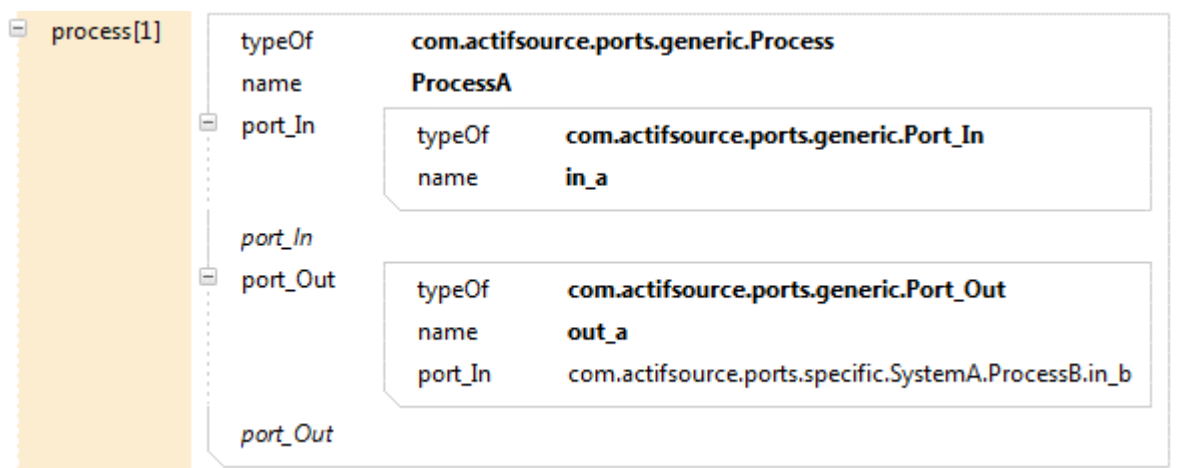 process[1]
typeOf com.actifsource.ports.generic.Process
name ProcessA
port_In
typeOf com.actifsource.ports.generic.Port_In
name in_a
port_In
port_Out
typeOf com.actifsource.ports.generic.Port_Out
name out_a
port_In com.actifsource.ports.specific.SystemA.ProcessB.in_b
port_Out